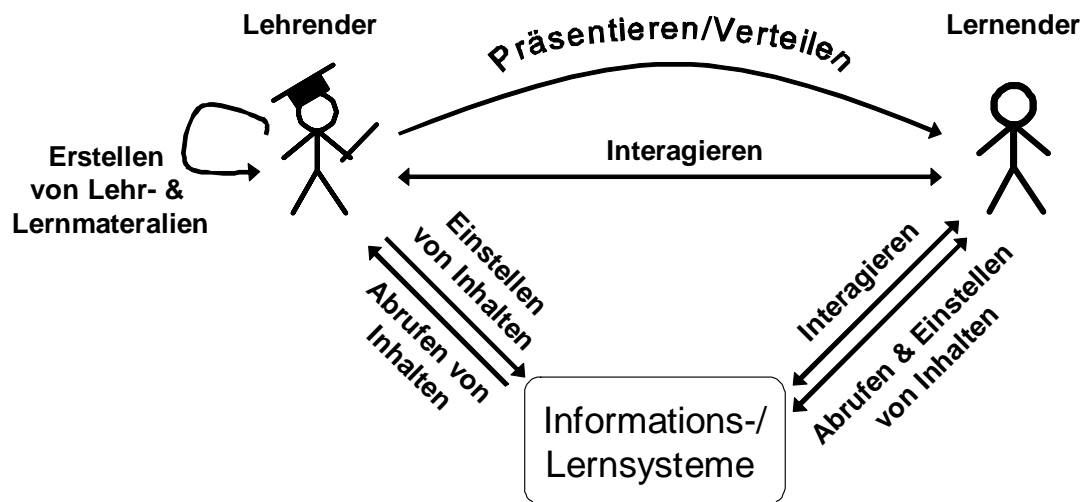 Lehrender
Präsentieren/Verteilen
Lernender
Erstellen
von Lehr- &
Lernmateralien
Interagieren
Einstellen
von Inhalten
Abrufen von
Inhalten
Interagieren
Abrufen & Einstellen
von Inhalten
Informations-/
Lernsysteme